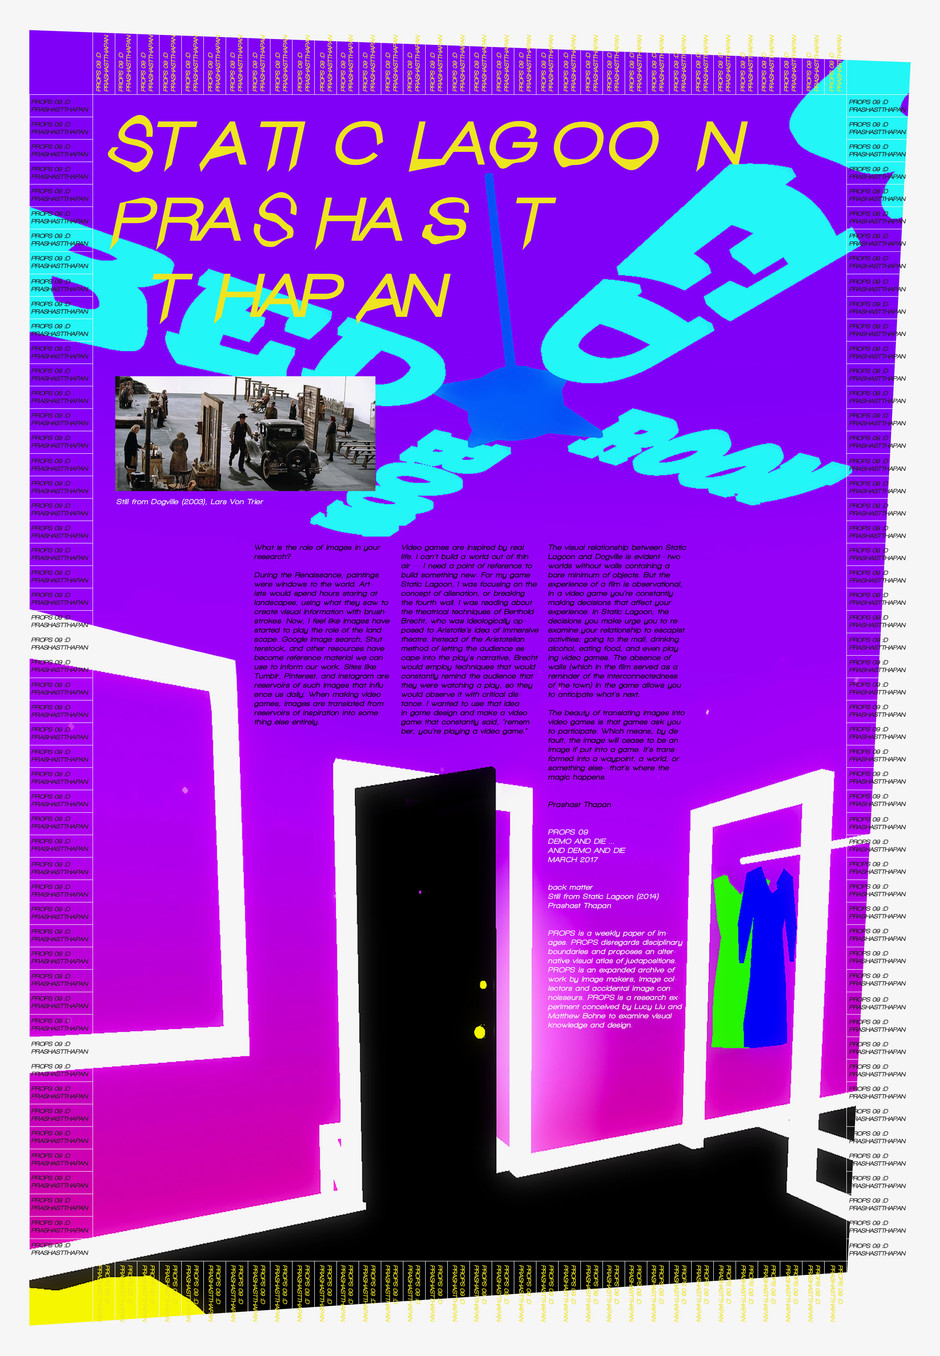 STATIC LAGOON
PRASHAST
THAPAN
BED
BED
ROOM
ROOM
Still from Dogville (2003), Lars Von Trier
What is the role of images in your
research?
During the Renaissance, paintings
were windows to the world. Art
ists would spend hours staring at
landscapes, using what they saw to
create visual information with brush
strokes. Now, I feel like images have
started to play the role of the land
scape. Google image search, Shut
terstock, and other resources have
become reference material we can
use to inform our work. Sites like
Tumblr, Pinterest, and Instagram are
reservoirs of such images that influ
ence us daily. When making video
games, images are translated from
reservoirs of inspiration into some
thing else entirely.
Video games are inspired by real
life. I can't build a world out of thin
air - I need a point of reference to
build something new. For my game
Static Lagoon, I was focusing on the
concept of alienation, or breaking
the fourth wall. I was reading about
the theatrical techniques of Berthold
Brecht, who was ideologically op
posed to Aristotle's idea of immersive
theatre. Instead of the Aristotelian
method of letting the audience es
cape into the play's narrative, Brecht
would employ techniques that would
constantly remind the audience that
they were watching a play, so they
would observe it with critical dis
tance. I wanted to use that idea
in game design and make a video
game that constantly said, "remem
ber, you're playing a video game."
The visual relationship between Static
Lagoon and Dogville is evident--two
worlds without walls containing a
bare minimum of objects. But the
experience of a film is observational.
In a video game you're constantly
making decisions that affect your
experience. In Static Lagoon, the
decisions you make urge you to re
examine your relationship to escapist
activities: going to the mall, drinking
alcohol, eating food, and even play
ing video games. The absence of
walls (which in the film served as a
reminder of the interconnectedness
of the town) in the game allows you
to anticipate what's next.
The beauty of translating images into
video games is that games ask you
to participate. Which means, by de
fault, the image will cease to be an
image if put into a game. It's trans
formed into a waypoint, a world, or
something else--that's where the
magic happens.
Prashast Thapan
PROPS 09
DEMO AND DIE ...
AND DEMO AND DIE
MARCH 2017
back matter
Still from Static Lagoon (2014)
Prashast Thapan
PROPS is a weekly paper of im-
ages. PROPS disregards disciplinary
boundaries and proposes an alter
native visual atlas of juxtapositions.
PROPS is an expanded archive of
work by image makers, image col
lectors and accidental image con-
noisseurs. PROPS is a research ex
periment conceived by Lucy Liu and
Matthew Bohne to examine visual
knowledge and design.
PROPS 09 :D
PRASHASTTHAPAN